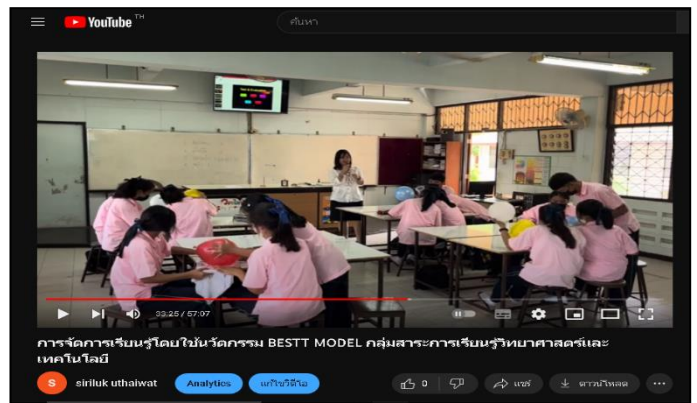 YouTube TH
ค้นหา
33:25 / 57:07
การจัดการเรียนรู้โดยใช้นวัตกรรม BESTT MODEL กลุ่มสาระการเรียนรู้วิทยาศาสตร์และ
เทคโนโลยี
S siriluk uthaiwat Analytics แก้ไขวิดีโอ 0 แชร์ ดาวน์โหลด